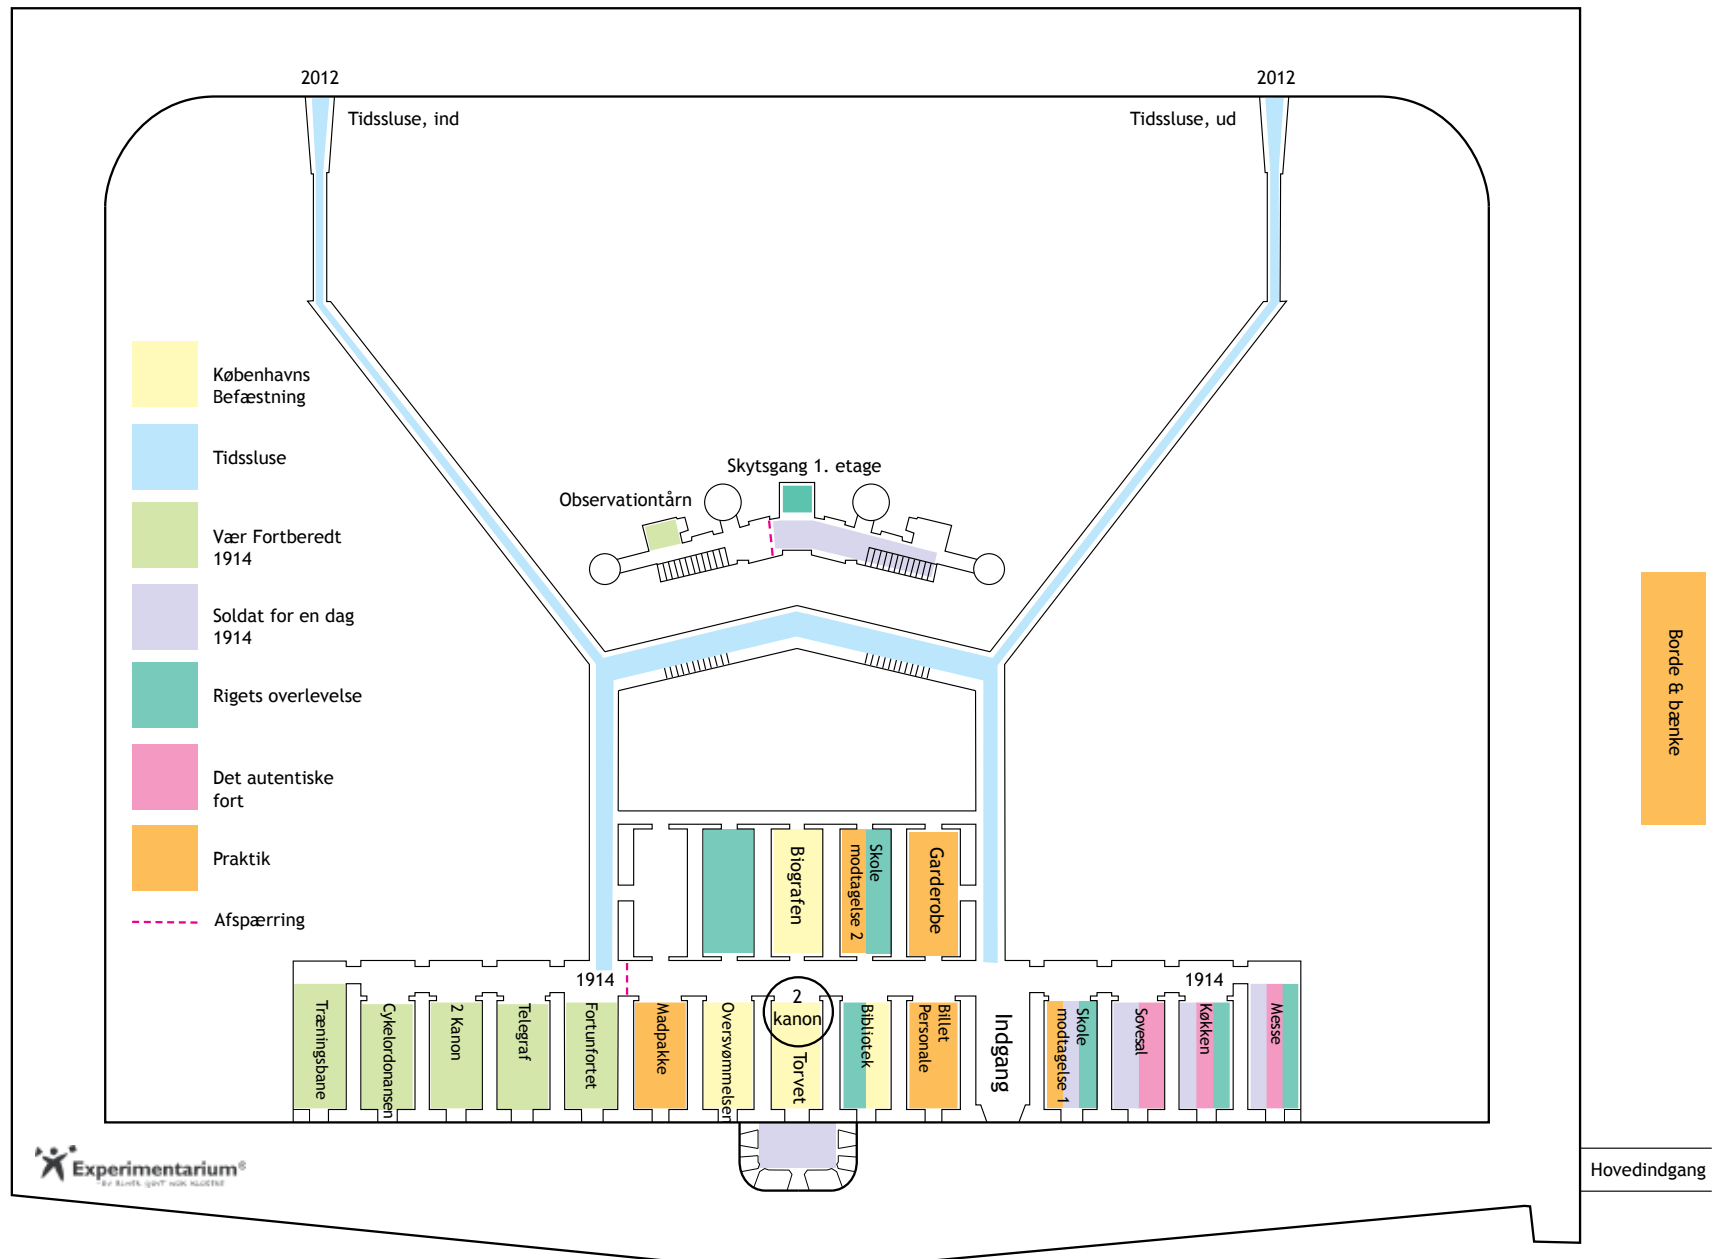 2012
2012
Tidssluse, ind
Tidssluse, ud
Københavns
Befæstning
Tidssluse
Vær Fortberedt
1914
Soldat for en dag
1914
Rigets overlevelse
Det autentiske
fort
Praktik
Afspærring
Skytsgang 1. etage
Observationtårn
Borde & bænke
Biografen
Skole
modtagelse 2
Garderobe
1914
1914
Træningsbane
Cykelordonansen
2 Kanon
Telegraf
Fortunfortet
Madpakke
Oversvømmelsen
2
kanon
Torvet
Bibliotek
Billet
Personale
Indgang
Skole
modtagelse 1
Sovesal
Køkken
Messe
Experimentarium®
Hovedindgang